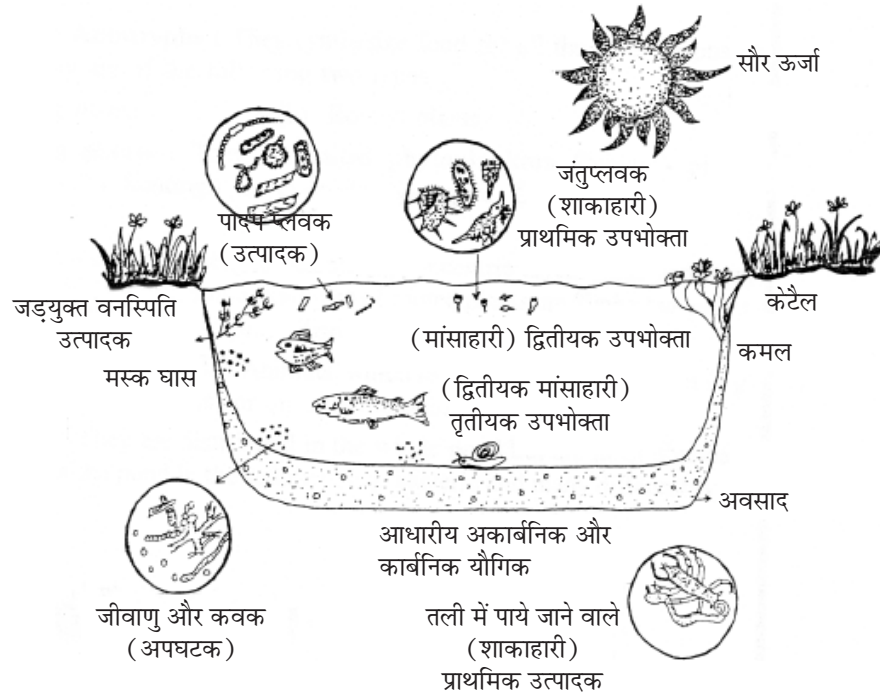 सौर ऊर्जा
जंतुप्लवक
(शाकाहारी)
प्राथमिक उपभोक्ता
पादप प्लवक
(उत्पादक)
जड़युक्त वनस्पिति
उत्पादक
केटैल
(मांसाहारी) द्वितीयक उपभोक्ता
कमल
मस्क घास
(द्वितीयक मांसाहारी)
तृतीयक उपभोक्ता
अवसाद
आधारीय अकार्बनिक और
कार्बनिक यौगिक
जीवाणु और कवक
(अपघटक)
तली में पाये जाने वाले
(शाकाहारी)
प्राथमिक उत्पादक